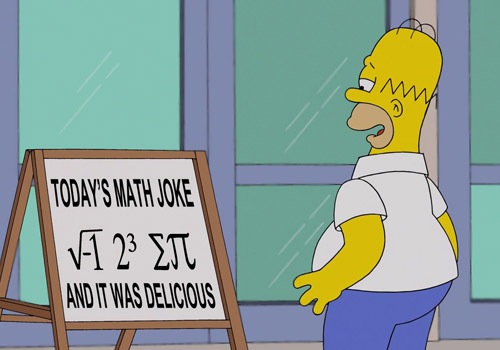 TODAY'S MATH JOKE
√-1 2³ Σπ
AND IT WAS DELICIOUS